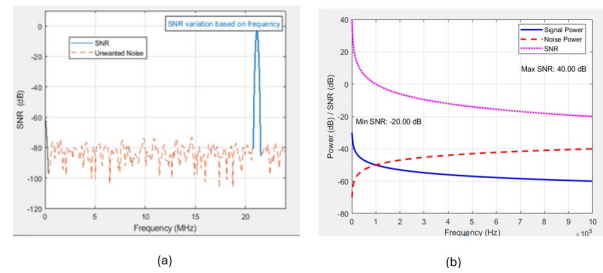 SNR variation based on frequency
SNR
Unwanted Noise
0
-20
-40
-60
-80
-100
-120
SNR (dB)
0
5
10
15
20
Frequency (MHz)
(a)
40
20
0
-20
-40
-60
-80
Power (dB) / SNR (dB)
Signal Power
Noise Power
SNR
Max SNR: 40.00 dB
Min SNR: -20.00 dB
0
1
2
3
4
5
6
7
8
9
10
Frequency (Hz)
×10⁵
(b)